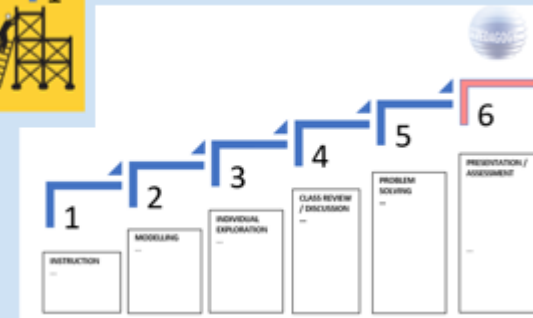 1
2
3
4
5
6
INSTRUCTION
...
MODELLING
...
INDIVIDUAL
EXPLORATION
...
CLASS REVIEW
/ DISCUSSION
...
PROBLEM
SOLVING
...
PRESENTATION /
ASSESSMENT
...